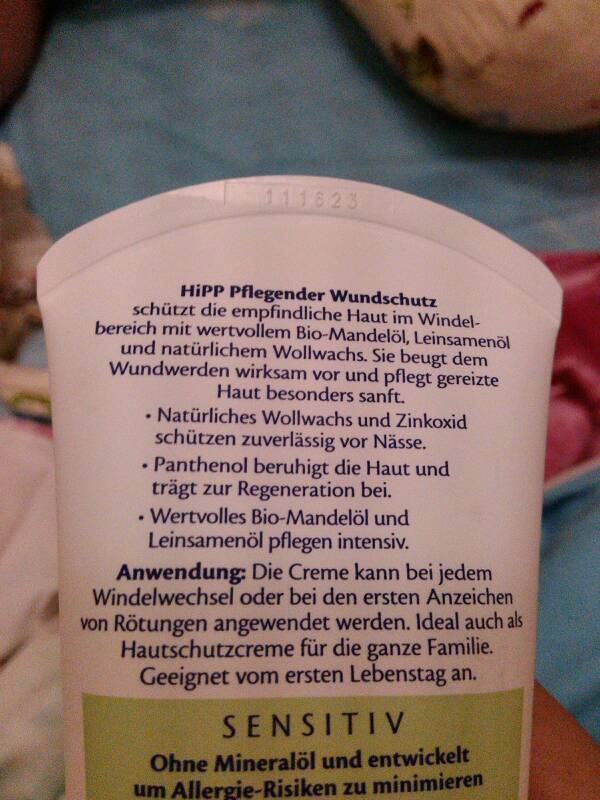 111623
HiPP Pflegender Wundschutz
schützt die empfindliche Haut im Windel-
bereich mit wertvollem Bio-Mandelöl, Leinsamenöl
und natürlichem Wollwachs. Sie beugt dem
Wundwerden wirksam vor und pflegt gereizte
Haut besonders sanft.
• Natürliches Wollwachs und Zinkoxid
schützen zuverlässig vor Nässe.
• Panthenol beruhigt die Haut und
trägt zur Regeneration bei.
• Wertvolles Bio-Mandelöl und
Leinsamenöl pflegen intensiv.
Anwendung: Die Creme kann bei jedem
Windelwechsel oder bei den ersten Anzeichen
von Rötungen angewendet werden. Ideal auch als
Hautschutzcreme für die ganze Familie.
Geeignet vom ersten Lebenstag an.
SENSITIV
Ohne Mineralöl und entwickelt
um Allergie-Risiken zu minimieren